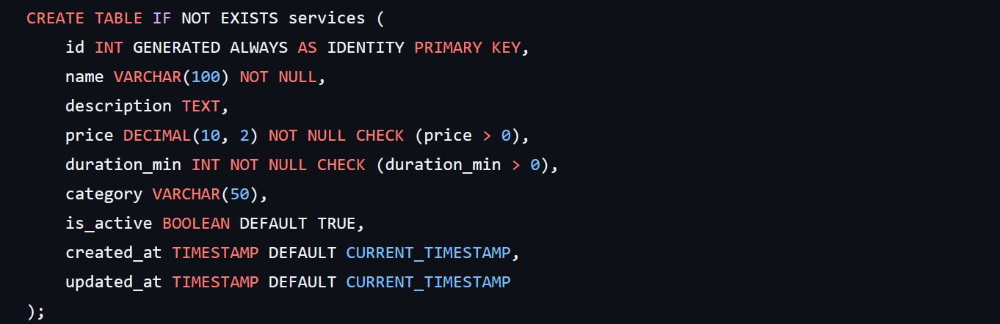 CREATE TABLE IF NOT EXISTS services (
    id INT GENERATED ALWAYS AS IDENTITY PRIMARY KEY,
    name VARCHAR(100) NOT NULL,
    description TEXT,
    price DECIMAL(10, 2) NOT NULL CHECK (price > 0),
    duration_min INT NOT NULL CHECK (duration_min > 0),
    category VARCHAR(50),
    is_active BOOLEAN DEFAULT TRUE,
    created_at TIMESTAMP DEFAULT CURRENT_TIMESTAMP,
    updated_at TIMESTAMP DEFAULT CURRENT_TIMESTAMP
);